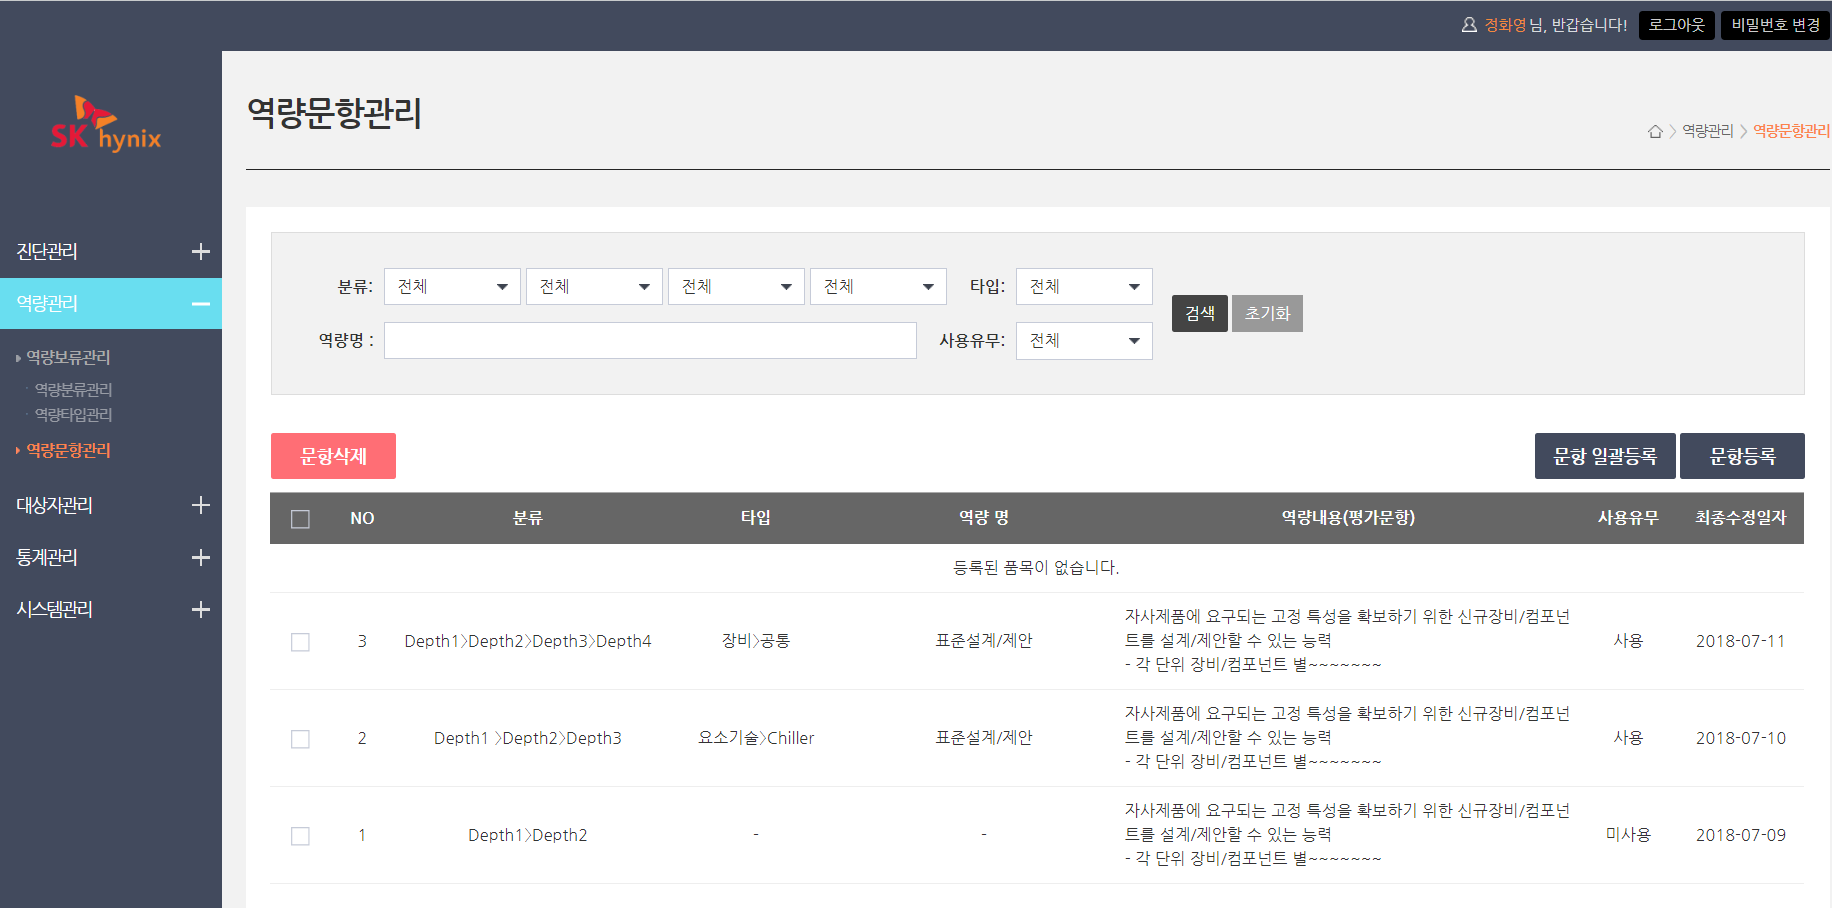 정화영 님, 반갑습니다! 로그아웃 비밀번호 변경
SK hynix
진단관리
역량관리
역량보류관리
역량분류관리
역량타입관리
역량문항관리
대상자관리
통계관리
시스템관리
역량문항관리
역량관리 > 역량문항관리
분류: 전체 전체 전체 전체 타입: 전체
역량명 : 사용유무: 전체
검색 초기화
문항삭제 문항 일괄등록 문항등록
NO 분류 타입 역량 명 역량내용(평가문항) 사용유무 최종수정일자
등록된 품목이 없습니다.
3 Depth1>Depth2>Depth3>Depth4 장비>공통 표준설계/제안
자사제품에 요구되는 고정 특성을 확보하기 위한 신규장비/컴포넌
트를 설계/제안할 수 있는 능력
- 각 단위 장비/컴포넌트 별~~~~~~~
사용 2018-07-11
2 Depth1 >Depth2>Depth3 요소기술>Chiller 표준설계/제안
자사제품에 요구되는 고정 특성을 확보하기 위한 신규장비/컴포넌
트를 설계/제안할 수 있는 능력
- 각 단위 장비/컴포넌트 별~~~~~~~
사용 2018-07-10
1 Depth1>Depth2 - -
자사제품에 요구되는 고정 특성을 확보하기 위한 신규장비/컴포넌
트를 설계/제안할 수 있는 능력
- 각 단위 장비/컴포넌트 별~~~~~~~
미사용 2018-07-09